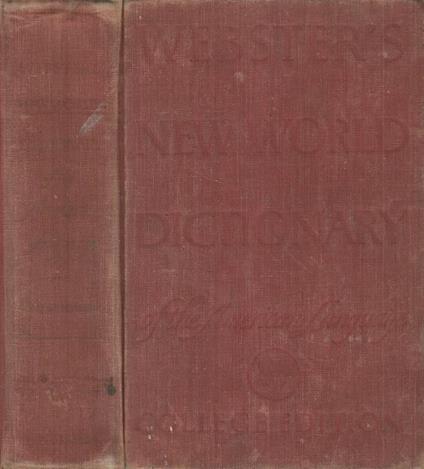 WEBSTER'S
NEW WORLD
DICTIONARY
of the American Language
COLLEGE EDITION